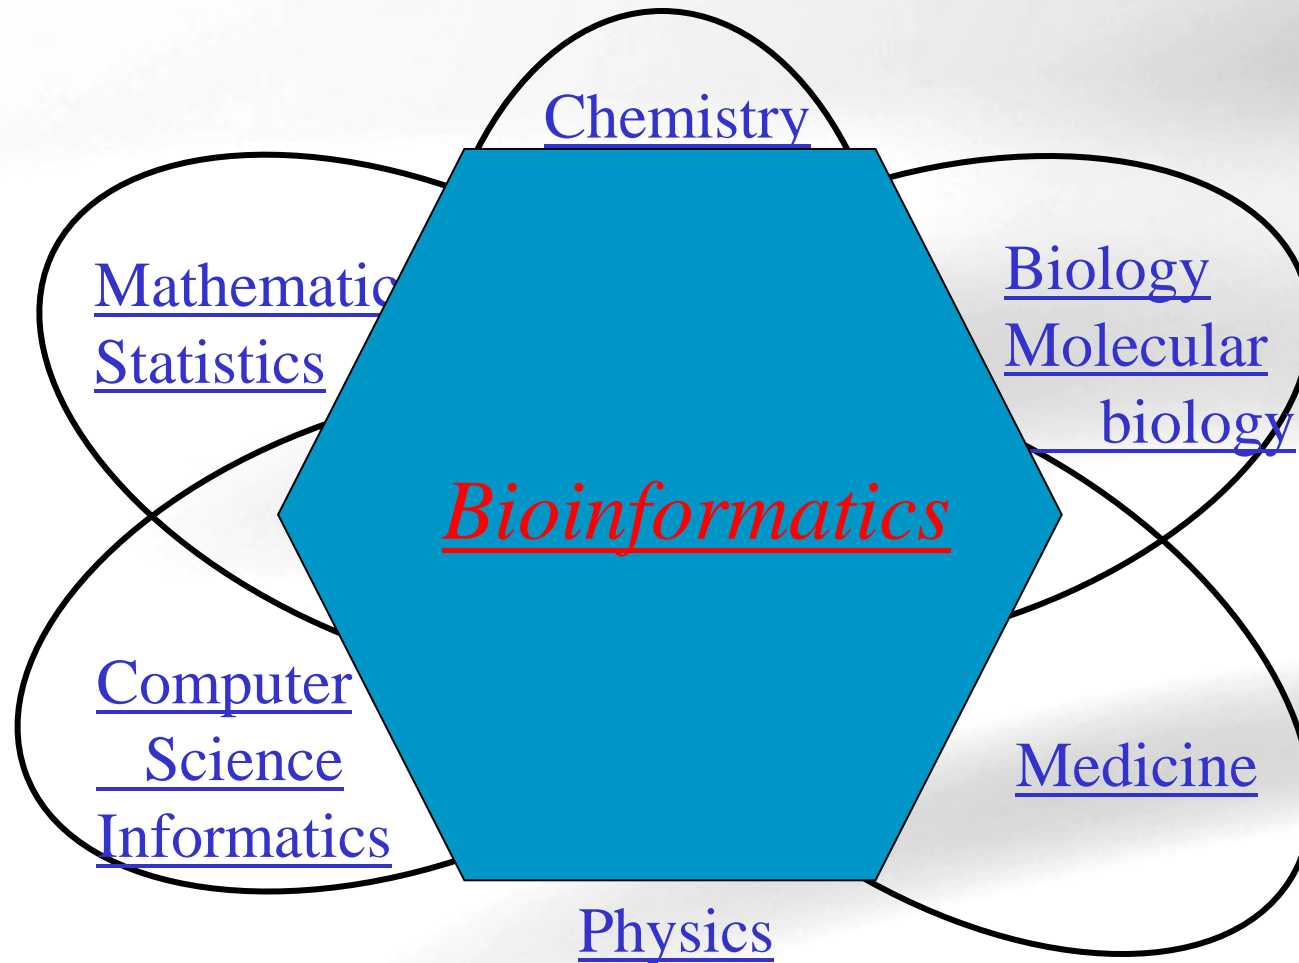 Chemistry
Mathematic
Statistics
Biology
Molecular
biology
Bioinformatics
Computer
Science
Informatics
Medicine
Physics